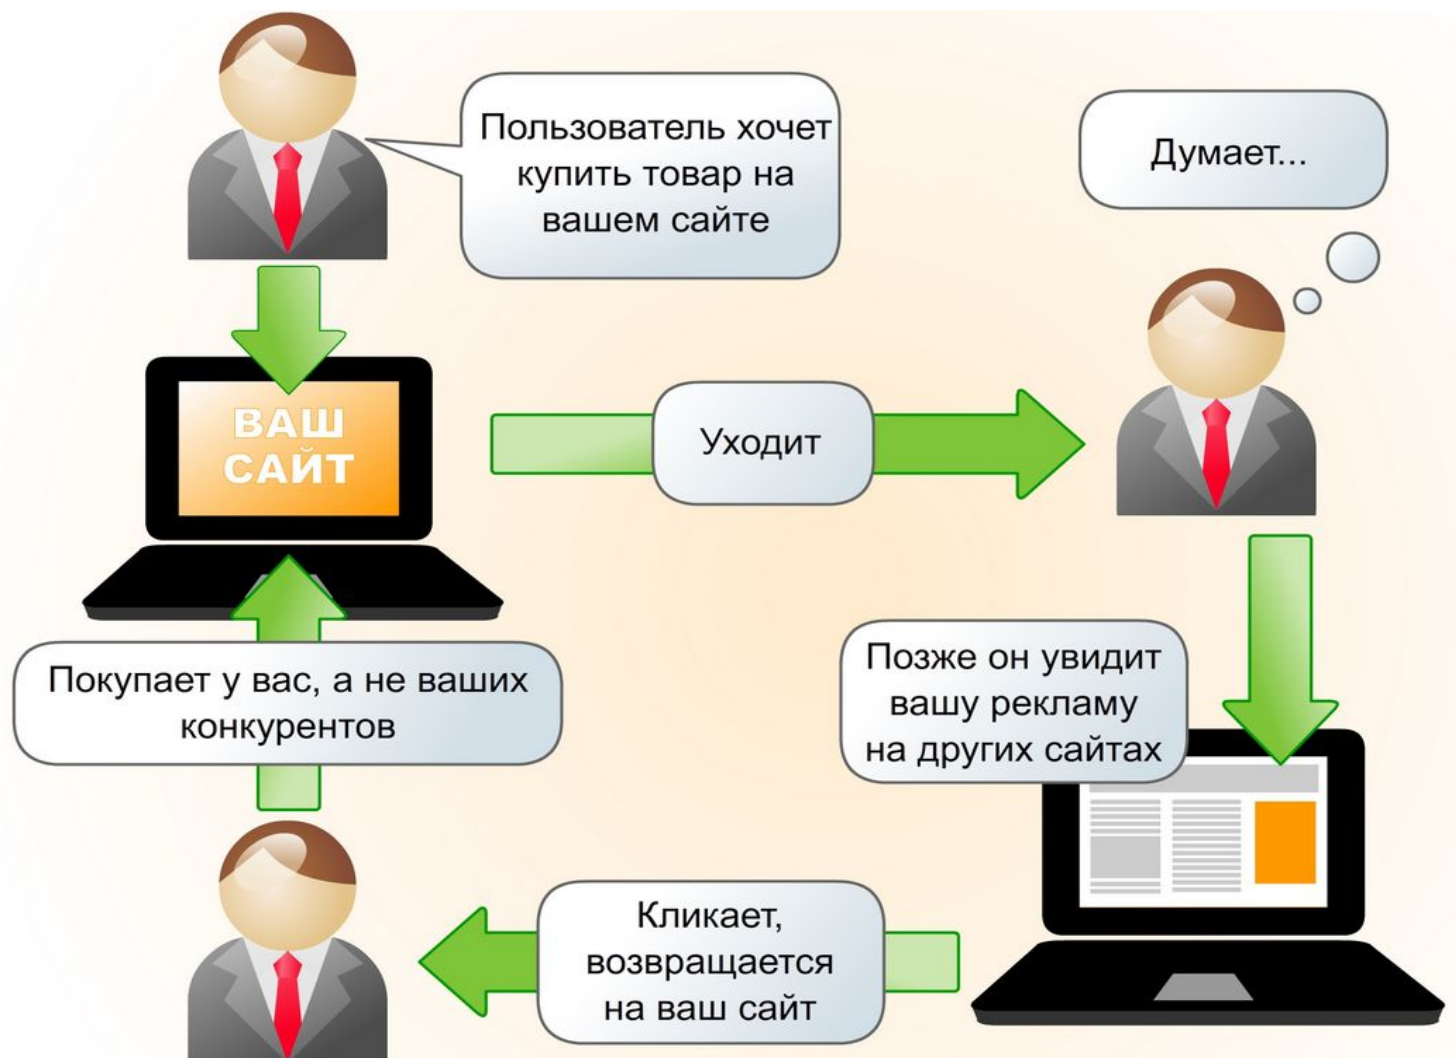 Пользователь хочет
купить товар на
вашем сайте
Думает...
ВАШ
САЙТ
Уходит
Позже он увидит
вашу рекламу
на других сайтах
Кликает,
возвращается
на ваш сайт
Покупает у вас, а не ваших
конкурентов